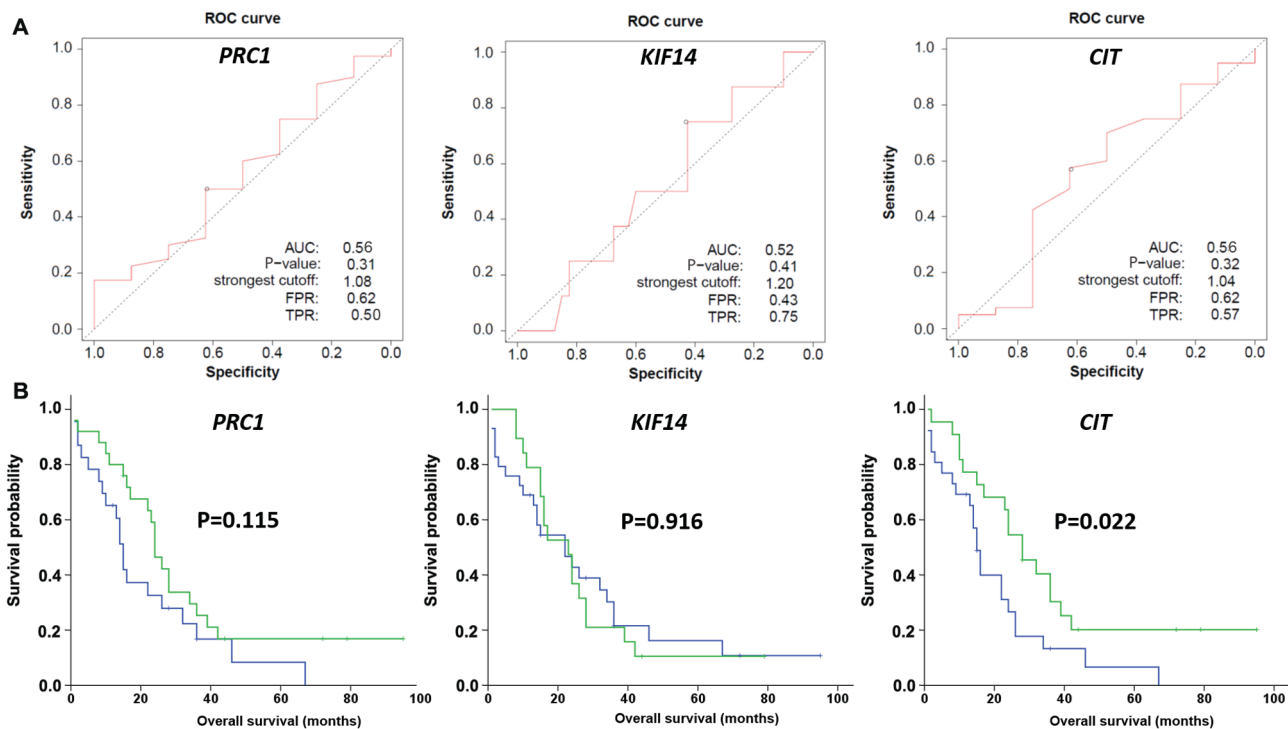 A
ROC curve
PRC1
1.0
0.8
0.6
0.4
0.2
0.0
Sensitivity
AUC: 0.56
P-value: 0.31
strongest cutoff: 1.08
FPR: 0.62
TPR: 0.50
1.0 0.8 0.6 0.4 0.2 0.0
Specificity
ROC curve
KIF14
1.0
0.8
0.6
0.4
0.2
0.0
Sensitivity
AUC: 0.52
P-value: 0.41
strongest cutoff: 1.20
FPR: 0.43
TPR: 0.75
1.0 0.8 0.6 0.4 0.2 0.0
Specificity
ROC curve
CIT
1.0
0.8
0.6
0.4
0.2
0.0
Sensitivity
AUC: 0.56
P-value: 0.32
strongest cutoff: 1.04
FPR: 0.62
TPR: 0.57
1.0 0.8 0.6 0.4 0.2 0.0
Specificity
B
PRC1
1.0
0.8
0.6
0.4
0.2
0.0
Survival probability
P=0.115
0 20 40 60 80 100
Overall survival (months)
KIF14
1.0
0.8
0.6
0.4
0.2
0.0
Survival probability
P=0.916
0 20 40 60 80 100
Overall survival (months)
CIT
1.0
0.8
0.6
0.4
0.2
0.0
Survival probability
P=0.022
0 20 40 60 80 100
Overall survival (months)